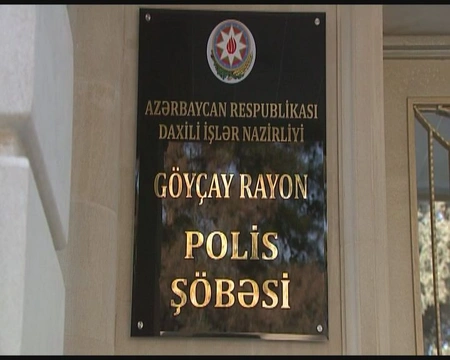 AZƏRBAYCAN RESPUBLİKASI
DAXİLİ İŞLƏR NAZİRLİYİ
GÖYÇAY RAYON
POLİS
ŞÖBƏSİ